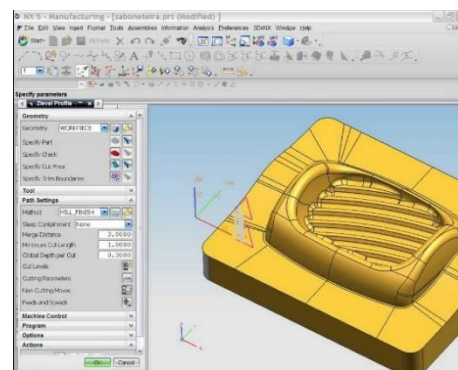 NX 5 - Manufacturing - [saboneteira.prt (Modified)]
File Edit View Insert Format Tools Assemblies Information Analysis Preferences Window Help
Start
Specify parameters
Zlevel Profile
Geometry
Geometry WORKPIECE
Specify Part
Specify Check
Specify Cut Area
Specify Trim Boundaries
Tool
Path Settings
Method
Steep Containment None
Merge Distance 3.0000
Minimum Cut Length 1.0000
Global Depth per Cut 0.3000
Cut Levels
Cutting Parameters
Non Cutting Moves
Feeds and Speeds
Machine Control
Program
Options
Actions
OK Cancel